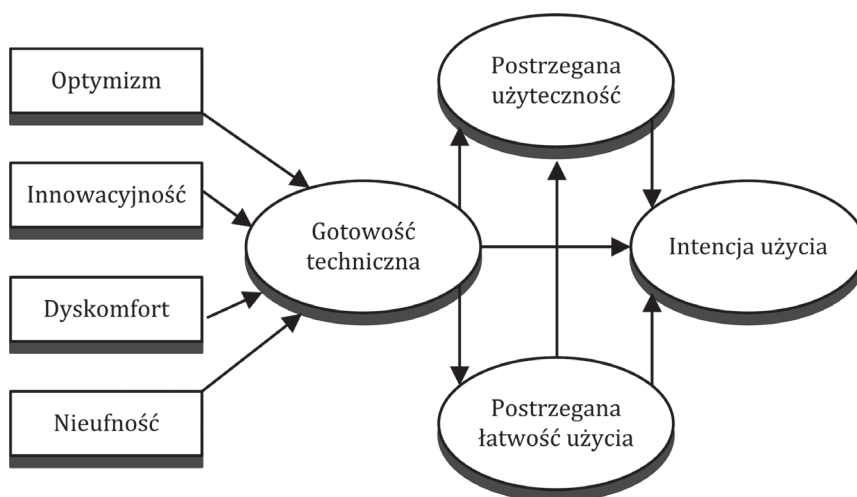 Optymizm
Innowacyjność
Dyskomfort
Nieufność
Gotowość
techniczna
Postrzegana
użyteczność
Postrzegana
łatwość użycia
Intencja użycia